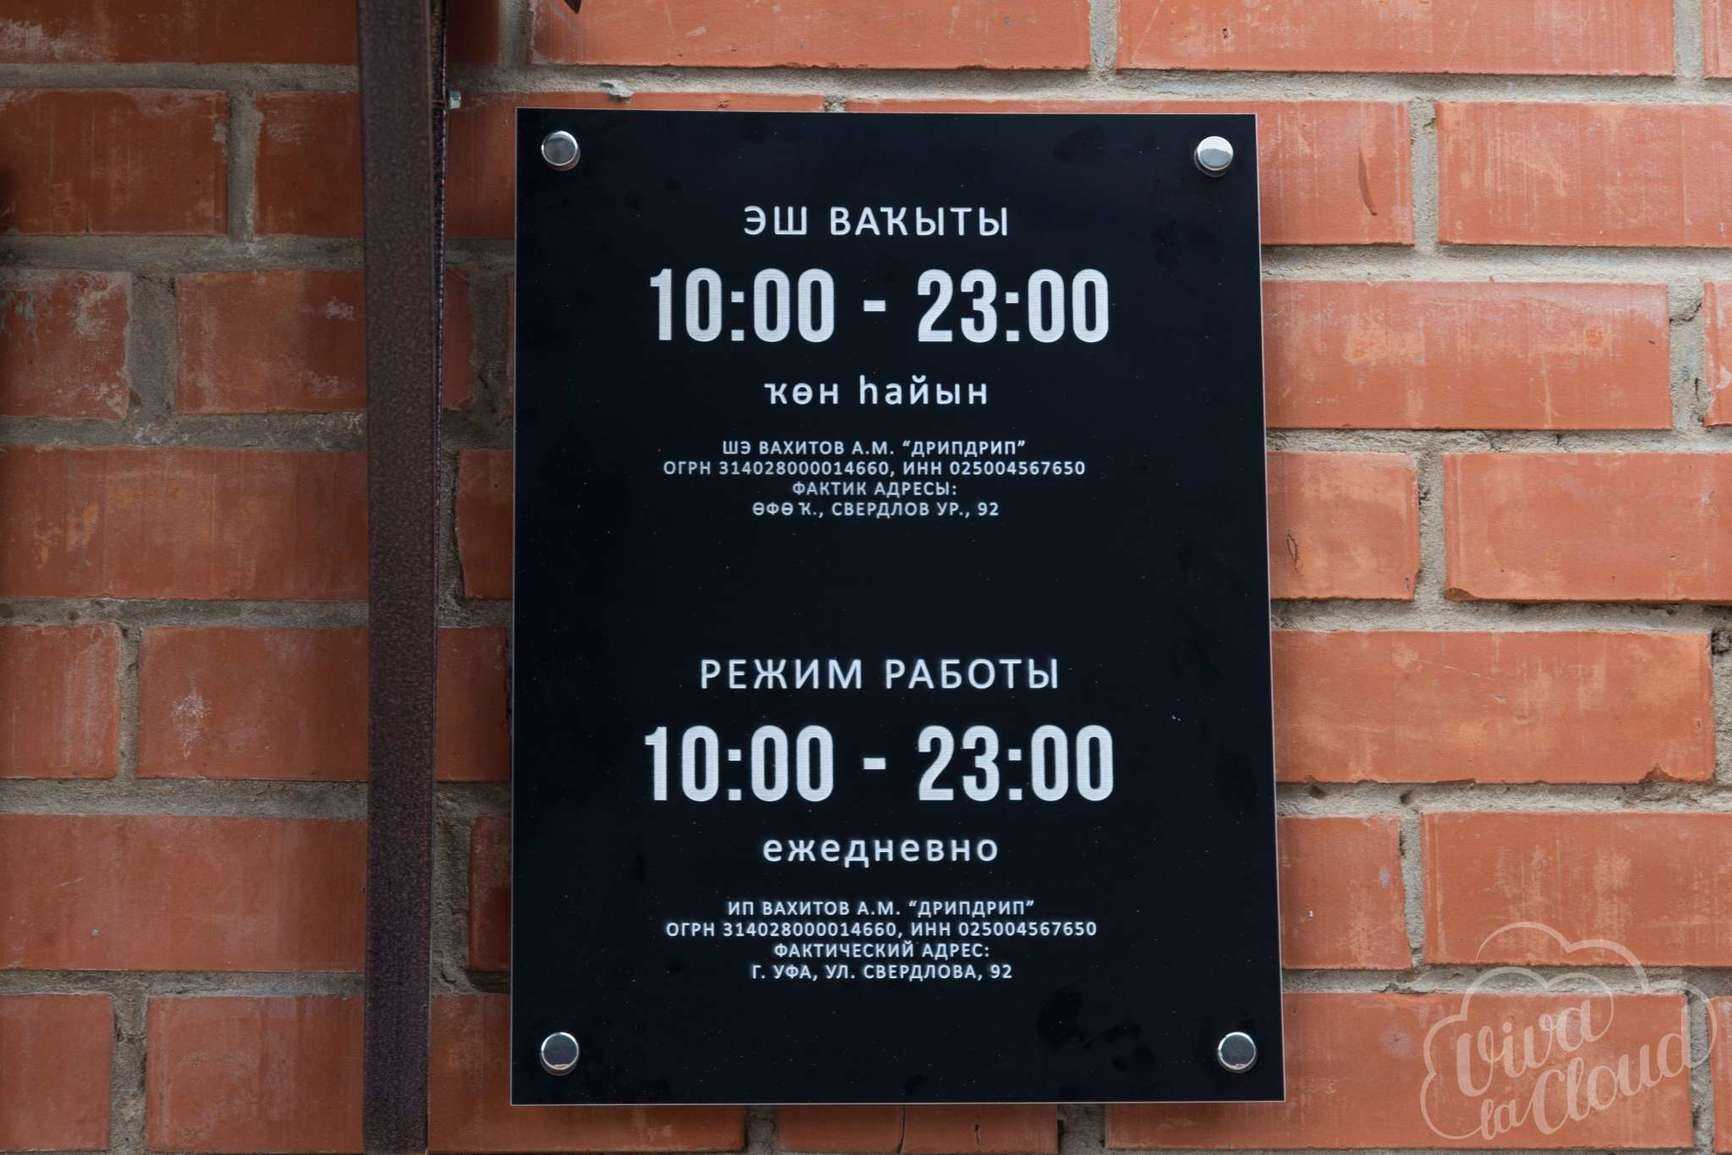 ЭШ ВАҠЫТЫ
10:00 - 23:00
ҡөн һайын
ШЭ ВАХИТОВ А.М. “ДРИПДРИП”
ОГРН 314028000014660, ИНН 025004567650
ФАКТИК АДРЕСЫ:
ӨФӨ Ҡ., СВЕРДЛОВ УР., 92
РЕЖИМ РАБОТЫ
10:00 - 23:00
ежедневно
ИП ВАХИТОВ А.М. “ДРИПДРИП”
ОГРН 314028000014660, ИНН 025004567650
ФАКТИЧЕСКИЙ АДРЕС:
Г. УФА, УЛ. СВЕРДЛОВА, 92
Viva
la Cloud